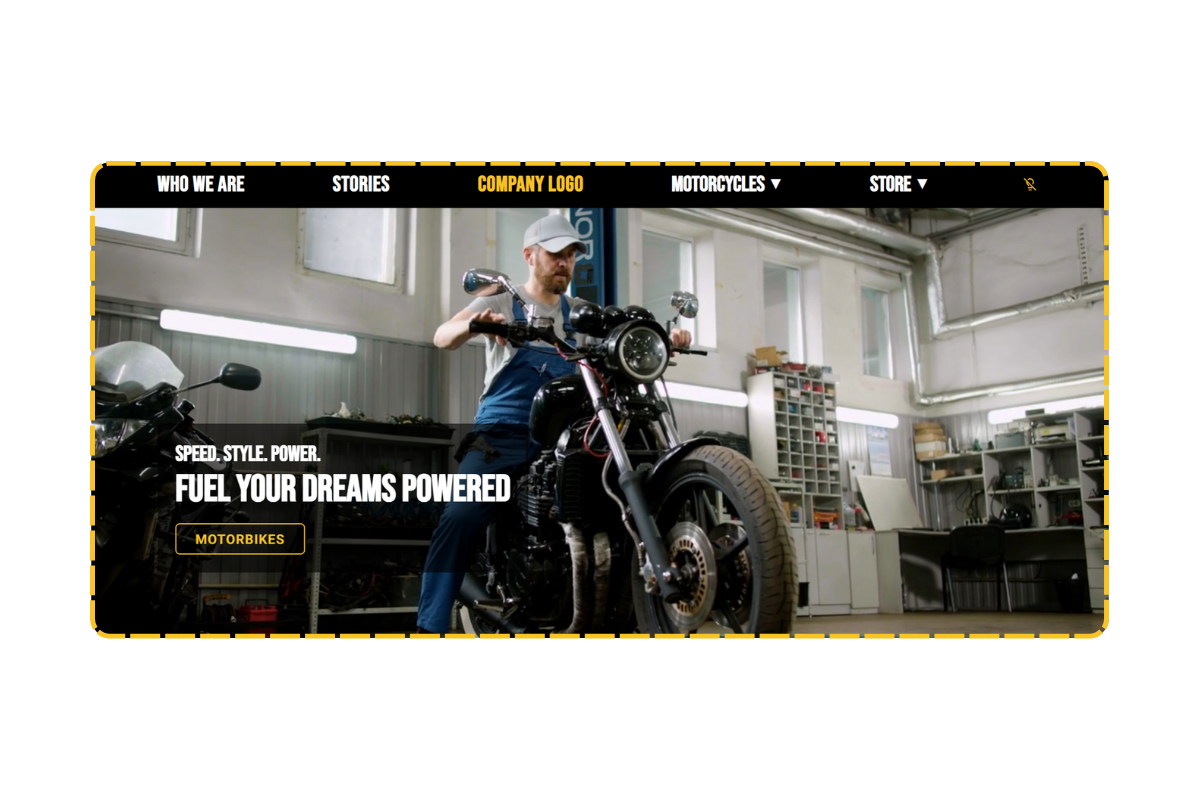 WHO WE ARE STORIES COMPANY LOGO MOTORCYCLES ▼ STORE ▼
SPEED. STYLE. POWER.
FUEL YOUR DREAMS POWERED
MOTORBIKES